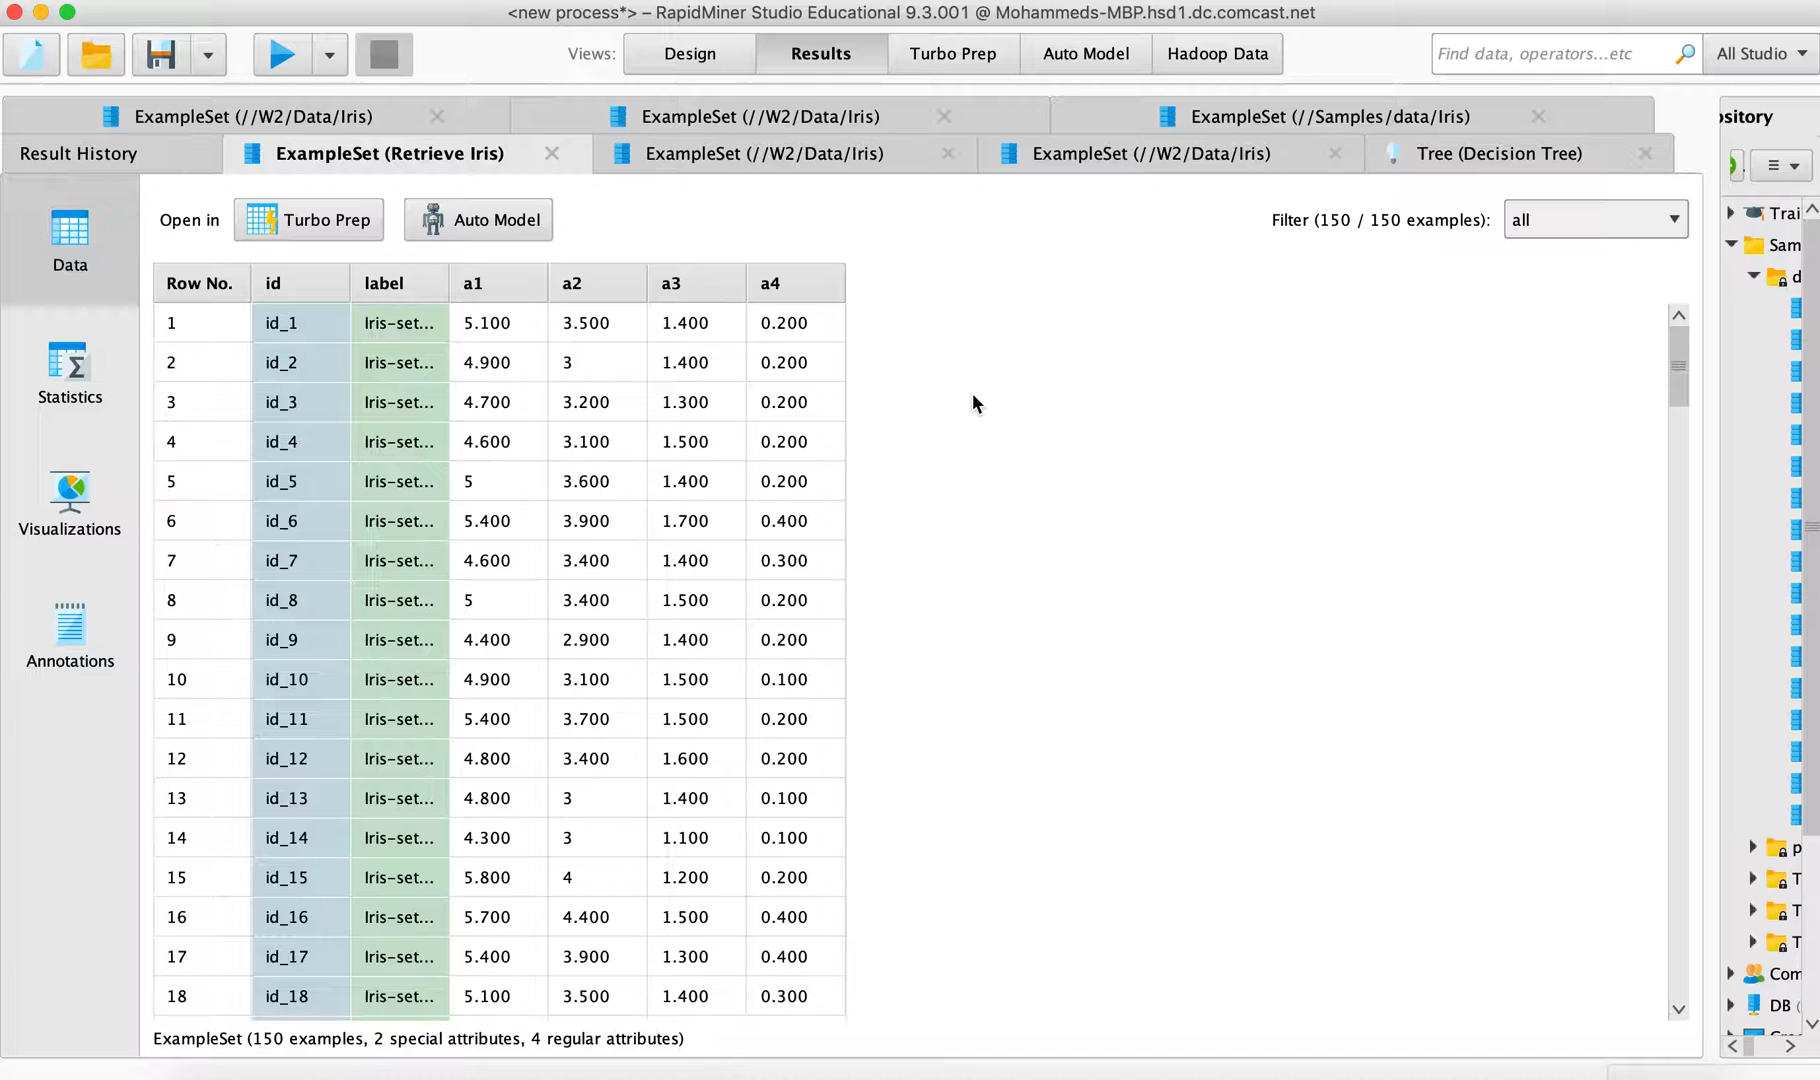 <new process*> – RapidMiner Studio Educational 9.3.001 @ Mohammeds-MBP.hsd1.dc.comcast.net
Views: Design Results Turbo Prep Auto Model Hadoop Data Find data, operators...etc All Studio
ExampleSet (//W2/Data/Iris) ExampleSet (//W2/Data/Iris) ExampleSet (//Samples/data/Iris)
Result History ExampleSet (Retrieve Iris) ExampleSet (//W2/Data/Iris) ExampleSet (//W2/Data/Iris) Tree (Decision Tree)
Open in Turbo Prep Auto Model Filter (150 / 150 examples): all
Data
Statistics
Visualizations
Annotations
Row No. id label a1 a2 a3 a4
1 id_1 Iris-set... 5.100 3.500 1.400 0.200
2 id_2 Iris-set... 4.900 3 1.400 0.200
3 id_3 Iris-set... 4.700 3.200 1.300 0.200
4 id_4 Iris-set... 4.600 3.100 1.500 0.200
5 id_5 Iris-set... 5 3.600 1.400 0.200
6 id_6 Iris-set... 5.400 3.900 1.700 0.400
7 id_7 Iris-set... 4.600 3.400 1.400 0.300
8 id_8 Iris-set... 5 3.400 1.500 0.200
9 id_9 Iris-set... 4.400 2.900 1.400 0.200
10 id_10 Iris-set... 4.900 3.100 1.500 0.100
11 id_11 Iris-set... 5.400 3.700 1.500 0.200
12 id_12 Iris-set... 4.800 3.400 1.600 0.200
13 id_13 Iris-set... 4.800 3 1.400 0.100
14 id_14 Iris-set... 4.300 3 1.100 0.100
15 id_15 Iris-set... 5.800 4 1.200 0.200
16 id_16 Iris-set... 5.700 4.400 1.500 0.400
17 id_17 Iris-set... 5.400 3.900 1.300 0.400
18 id_18 Iris-set... 5.100 3.500 1.400 0.300
ExampleSet (150 examples, 2 special attributes, 4 regular attributes)
ository
Trai
Sam
d
p
T
T
T
Com
DB (